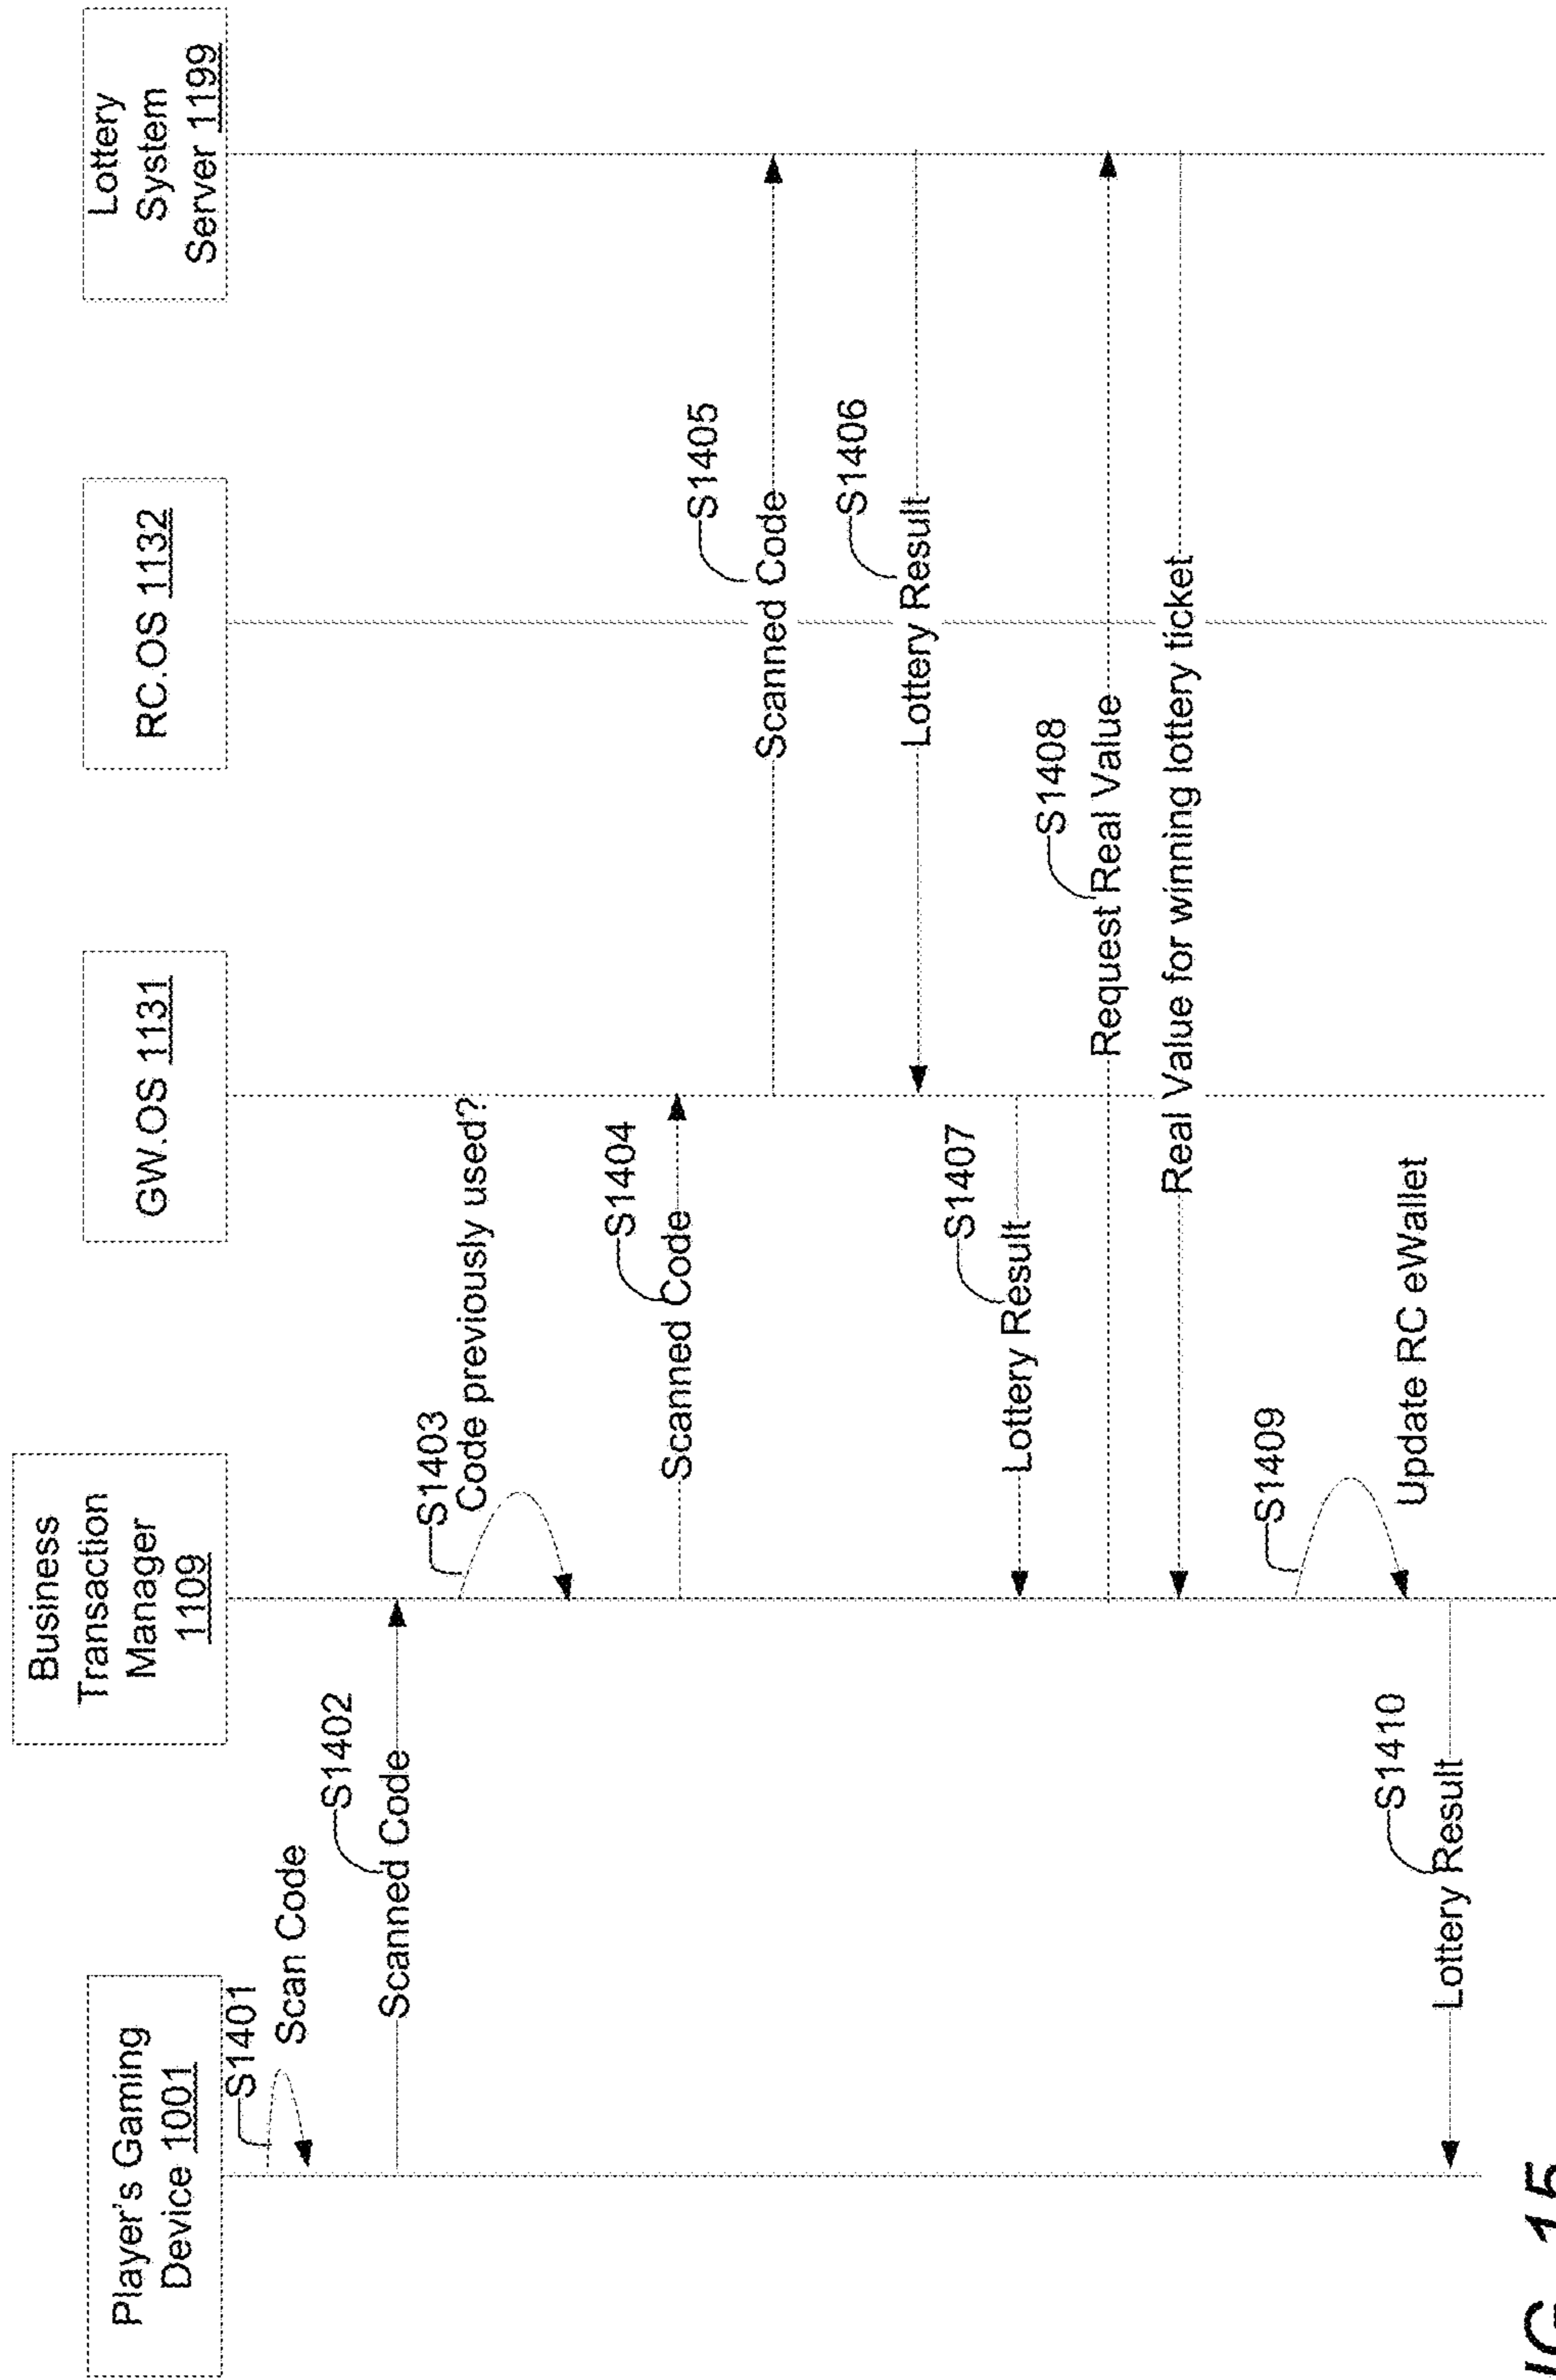 Player's Gaming
Device 1001
Business
Transaction
Manager
1109
GW.OS 1131
RC.OS 1132
Lottery
System
Server 1199
S1401
Scan Code
S1402
Scanned Code
S1403
Code previously used?
S1404
Scanned Code
S1405
Scanned Code
S1406
Lottery Result
S1407
Lottery Result
S1408
Request Real Value
Real Value for winning lottery ticket
S1409
Update RC eWallet
S1410
Lottery Result
IG. 15